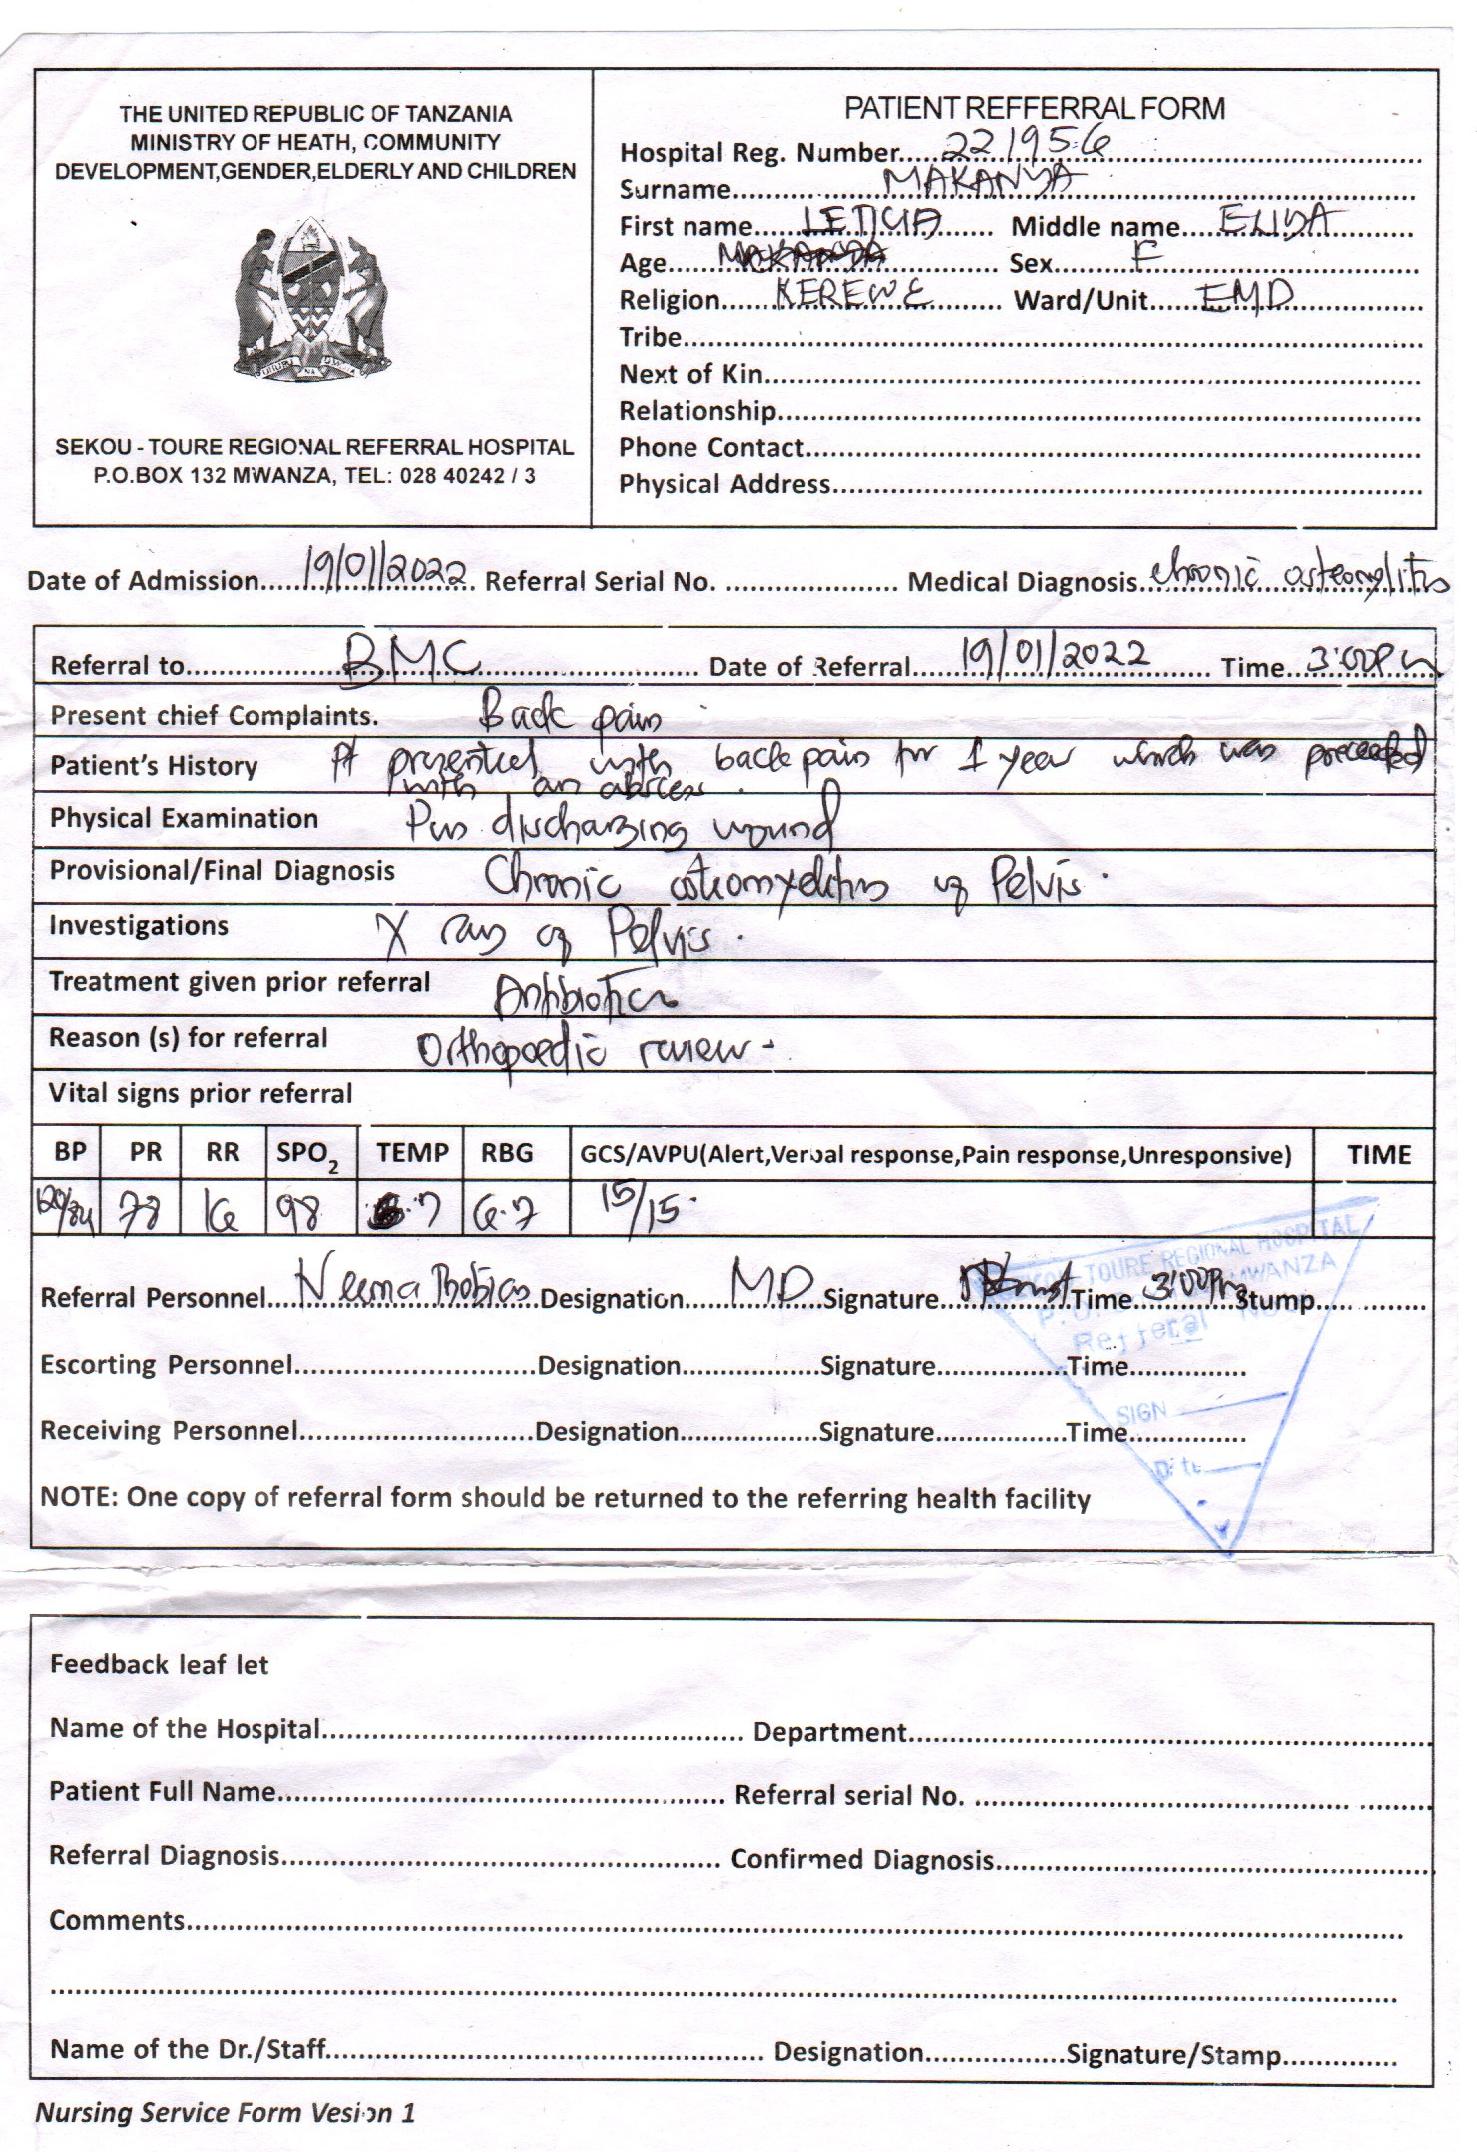 THE UNITED REPUBLIC OF TANZANIA
MINISTRY OF HEATH, COMMUNITY
DEVELOPMENT,GENDER,ELDERLY AND CHILDREN
UHURU NA UMOJA
SEKOU - TOURE REGIONAL REFERRAL HOSPITAL
P.O.BOX 132 MWANZA, TEL: 028 40242 / 3
PATIENT REFFERRAL FORM
Hospital Reg. Number 221956
Surname MAKANYA
First name LETICIA Middle name ELIYA
Age Sex F
Religion KEREWE Ward/Unit EMD
Tribe
Next of Kin
Relationship
Phone Contact
Physical Address
Date of Admission 19/01/2022 Referral Serial No. Medical Diagnosis chronic osteomylitis
Referral to BMC Date of Referral 19/01/2022 Time 3:00Pm
Present chief Complaints. Back pain
Patient's History Pt presented with back pain for 1 year which was preceeded
with an abscess.
Physical Examination Pus discharging wound
Provisional/Final Diagnosis Chronic osteomyelitis of Pelvis.
Investigations X ray of Pelvis.
Treatment given prior referral Antibiotics
Reason (s) for referral Orthopaedic review -
Vital signs prior referral
BP PR RR SPO2 TEMP RBG GCS/AVPU(Alert,Verbal response,Pain response,Unresponsive) TIME
120/84 78 16 98 .7 6.7 15/15
Referral Personnel Neema Thobias Designation MD Signature Time 3:00Pm Stump
Escorting Personnel Designation Signature Time
Receiving Personnel Designation Signature Time
SEKOU-TOURE REGIONAL HOSPITAL
P.O. MWANZA
Refferal
SIGN
Date
NOTE: One copy of referral form should be returned to the referring health facility
Feedback leaf let
Name of the Hospital Department
Patient Full Name Referral serial No.
Referral Diagnosis Confirmed Diagnosis
Comments
Name of the Dr./Staff Designation Signature/Stamp
Nursing Service Form Vesion 1